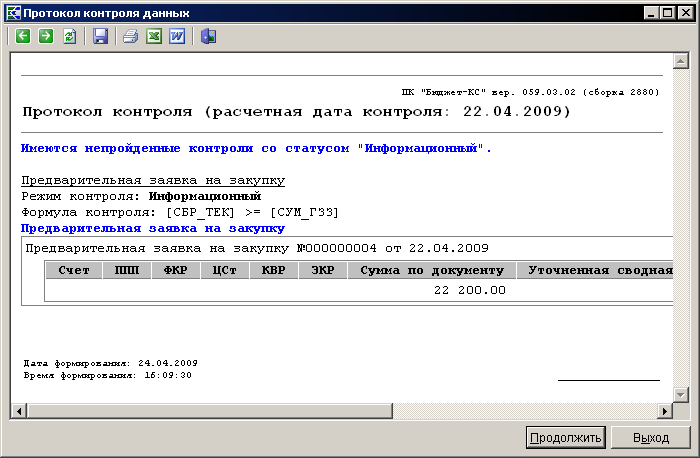 Протокол контроля данных
ПК "Бюджет-КС" вер. 059.03.02 (сборка 2880)
Протокол контроля (расчетная дата контроля: 22.04.2009)
Имеются непройденные контроли со статусом "Информационный".
Предварительная заявка на закупку
Режим контроля: Информационный
Формула контроля: [СБР_ТЕК] >= [СУМ_ГЗЗ]
Предварительная заявка на закупку
Предварительная заявка на закупку №000000004 от 22.04.2009
Счет ППП ФКР ЦСт КВР ЭКР Сумма по документу Уточненная сводная
22 200.00
Дата формирования: 24.04.2009
Время формирования: 16:09:30
Продолжить Выход